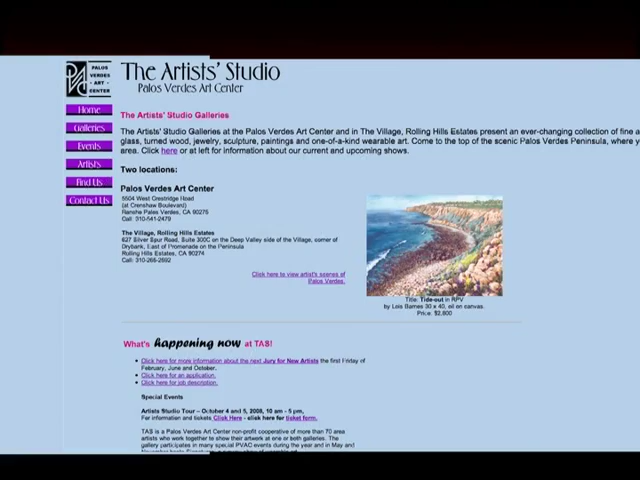 PALOS
VERDES
- ART -
CENTER
The Artists' Studio
Palos Verdes Art Center
Home
Galleries
Events
Artists
Find Us
Contact Us
The Artists' Studio Galleries
The Artists' Studio Galleries at the Palos Verdes Art Center and in The Village, Rolling Hills Estates present an ever-changing collection of fine a
glass, turned wood, jewelry, sculpture, paintings and one-of-a-kind wearable art. Come to the top of the scenic Palos Verdes Peninsula, where y
area. Click here or at left for information about our current and upcoming shows.
Two locations:
Palos Verdes Art Center
5504 West Crestridge Road
(at Crenshaw Boulevard)
Rancho Palos Verdes, CA 90275
Call: 310-541-2479
The Village, Rolling Hills Estates
627 Silver Spur Road, Suite 300C on the Deep Valley side of the Village, corner of
Drybank, East of Promenade on the Peninsula
Rolling Hills Estates, CA 90274
Call: 310-265-2592
Click here to view artist's scenes of
Palos Verdes.
Title: Tide-out in RPV
by Lois Barnes 30 x 40, oil on canvas.
Price: $2,800
What's happening now at TAS!
Click here for more information about the next Jury for New Artists the first Friday of
February, June and October.
Click here for an application.
Click here for job description.
Special Events
Artists Studio Tour – October 4 and 5, 2008, 10 am - 5 pm,
For information and tickets Click Here - click here for ticket form.
TAS is a Palos Verdes Art Center non-profit cooperative of more than 70 area
artists who work together to show their artwork at one or both galleries. The
gallery participates in many special PVAC events during the year and in May and